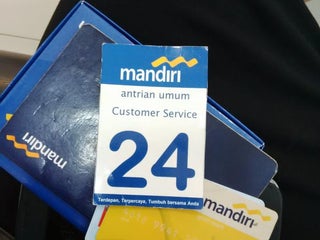 mandiri
antrian umum
Customer Service
24
Terdepan, Terpercaya, Tumbuh bersama Anda
mandiri
mandiri